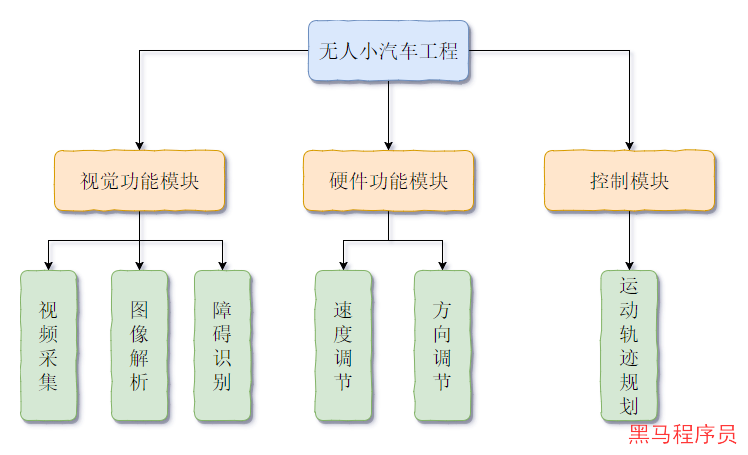 无人小汽车工程
视觉功能模块
硬件功能模块
控制模块
视频采集
图像解析
障碍识别
速度调节
方向调节
运动轨迹规划
黑马程序员